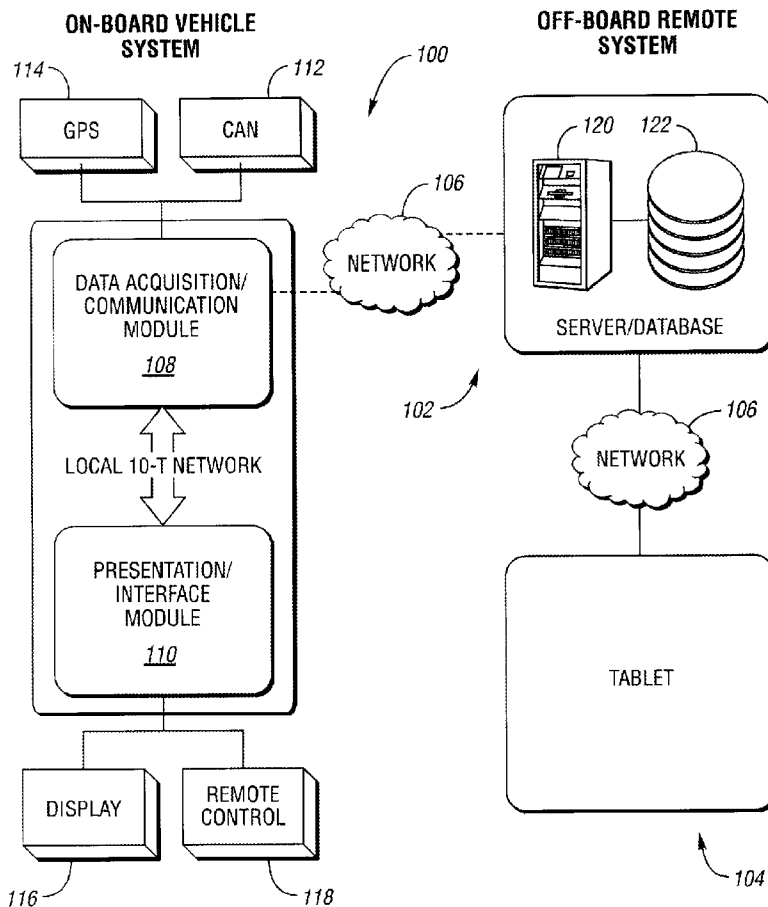 ON-BOARD VEHICLE
SYSTEM
OFF-BOARD REMOTE
SYSTEM
114
112
100
GPS
CAN
120
122
106
NETWORK
DATA ACQUISITION/
COMMUNICATION
MODULE
108
SERVER/DATABASE
102
106
LOCAL 10-T NETWORK
NETWORK
PRESENTATION/
INTERFACE
MODULE
110
TABLET
DISPLAY
REMOTE
CONTROL
116
118
104